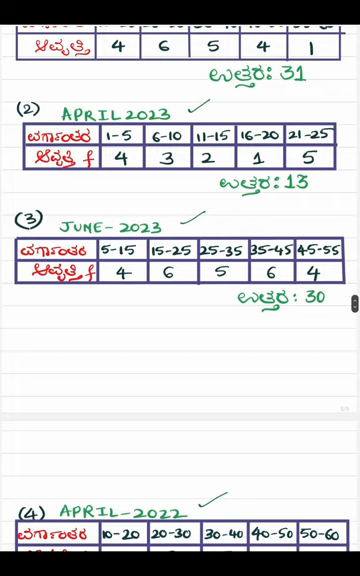 ಆವೃತ್ತಿ 4 6 5 4 1
ಉತ್ತರ: 31
(2) APRIL 2023
ವರ್ಗಾಂತರ 1-5 6-10 11-15 16-20 21-25
ಆವೃತ್ತಿ f 4 3 2 1 5
ಉತ್ತರ: 13
(3) JUNE-2023
ವರ್ಗಾಂತರ 5-15 15-25 25-35 35-45 45-55
ಆವೃತ್ತಿ f 4 6 5 6 4
ಉತ್ತರ: 30
(4) APRIL-2022
ವರ್ಗಾಂತರ 10-20 20-30 30-40 40-50 50-60